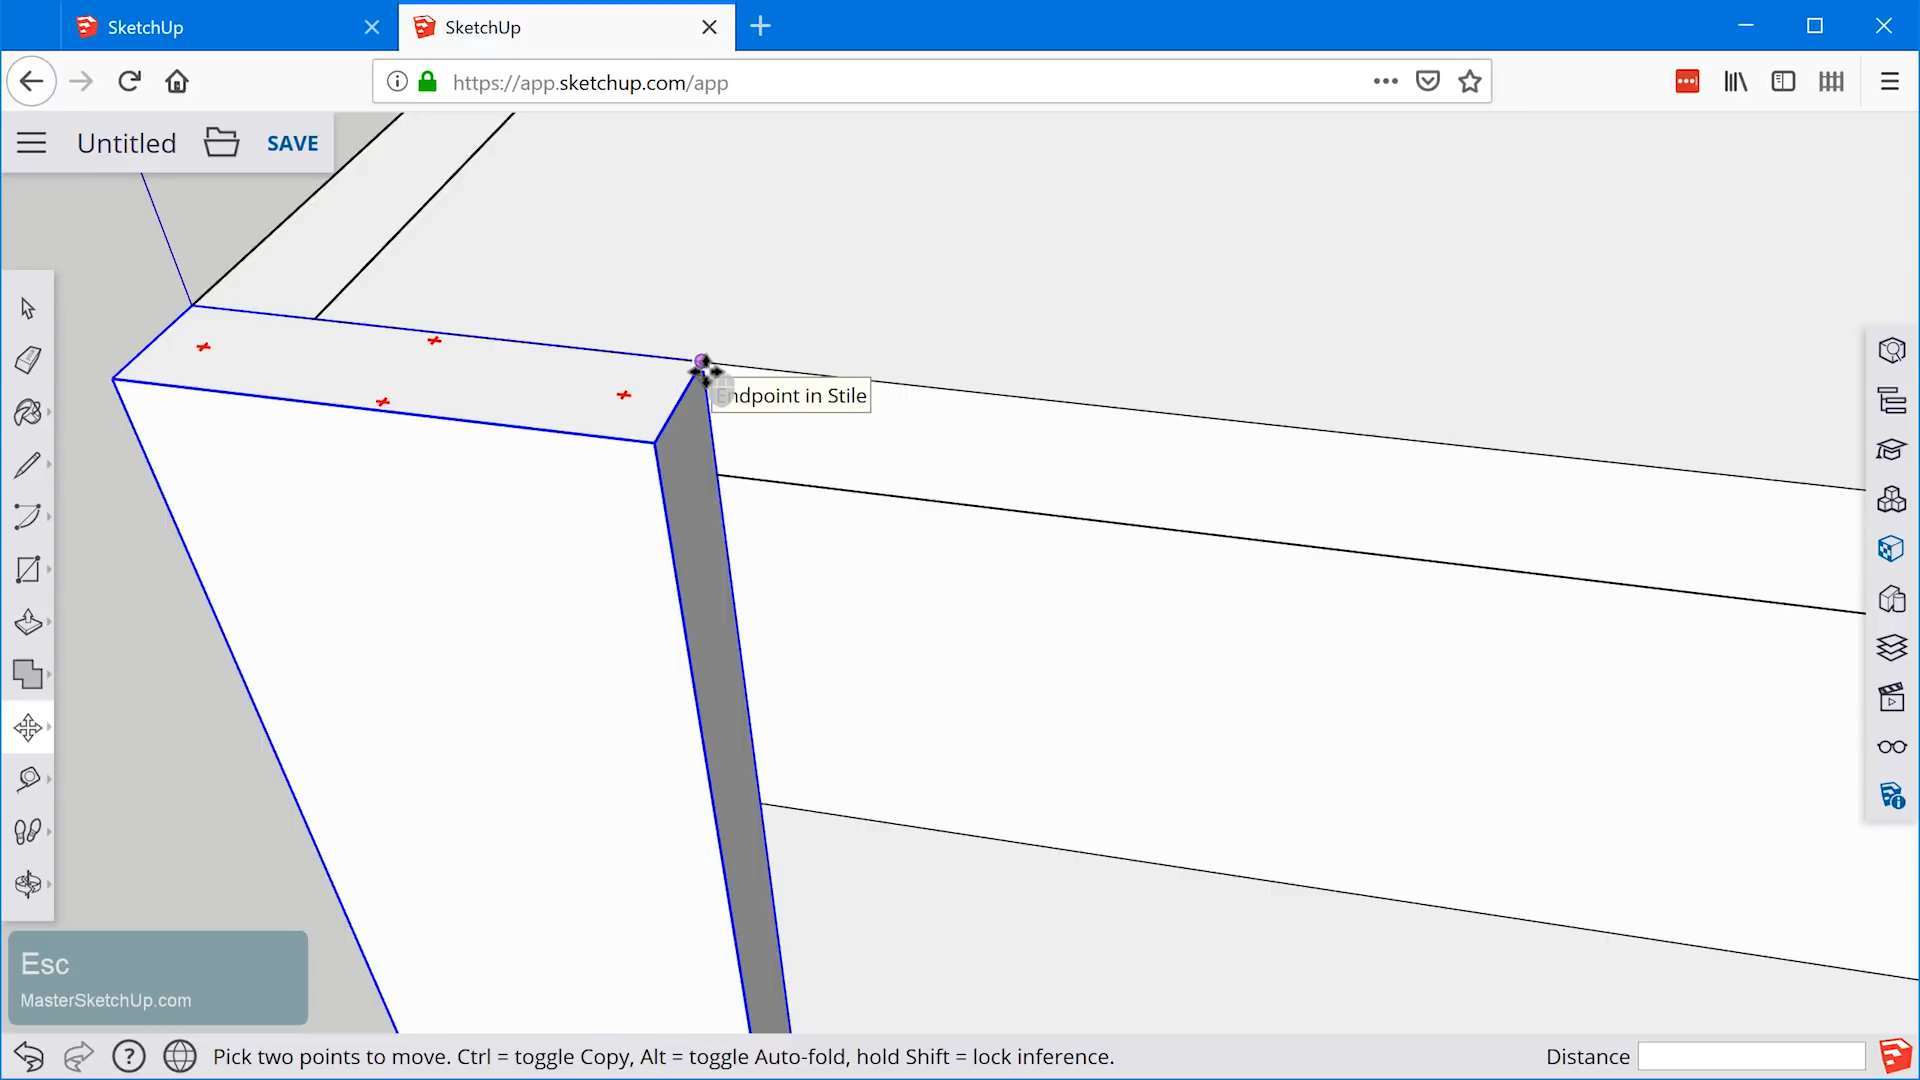 SketchUp
SketchUp
https://app.sketchup.com/app
Untitled
SAVE
Endpoint in Stile
Esc
MasterSketchUp.com
Pick two points to move. Ctrl = toggle Copy, Alt = toggle Auto-fold, hold Shift = lock inference.
Distance